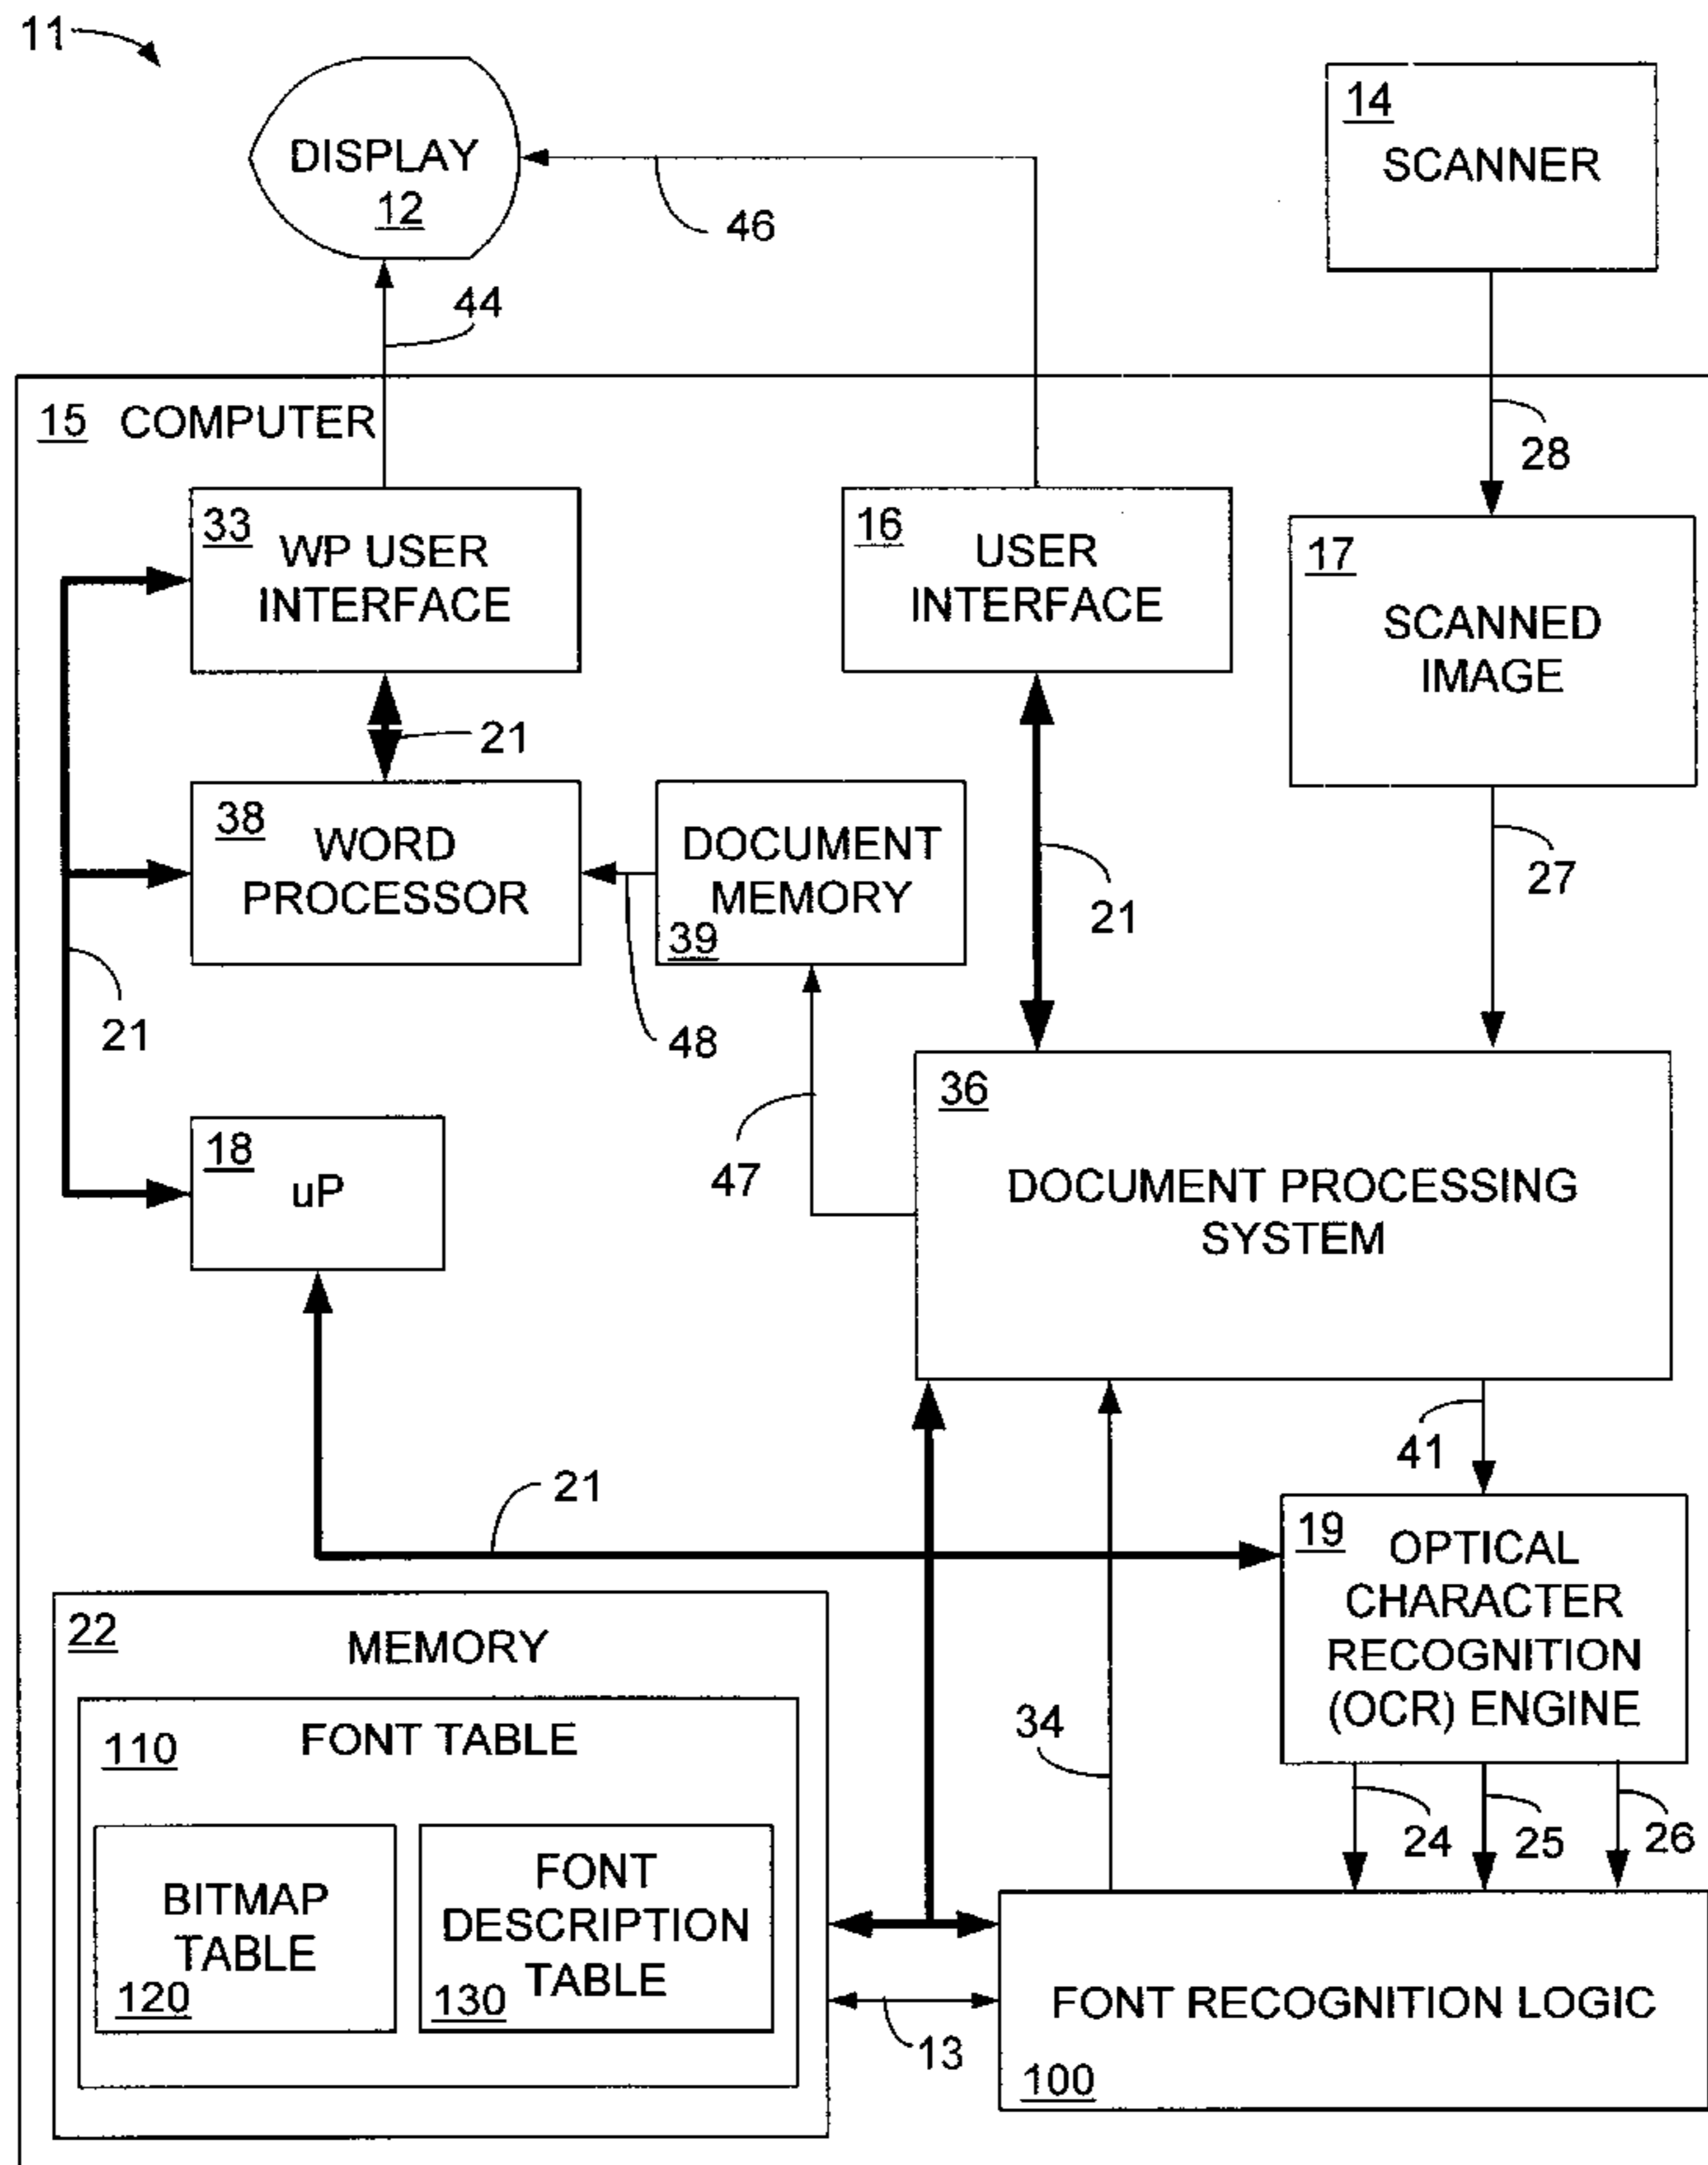 11
DISPLAY
12
14
SCANNER
46
44
15 COMPUTER
28
33
WP USER
INTERFACE
16
USER
INTERFACE
17
SCANNED
IMAGE
21
38
WORD
PROCESSOR
DOCUMENT
MEMORY
39
21
27
21
48
36
DOCUMENT PROCESSING
SYSTEM
47
18
uP
41
21
19
OPTICAL
CHARACTER
RECOGNITION
(OCR) ENGINE
22
MEMORY
34
110
FONT TABLE
24
25
26
BITMAP
TABLE
120
FONT
DESCRIPTION
TABLE
130
13
FONT RECOGNITION LOGIC
100